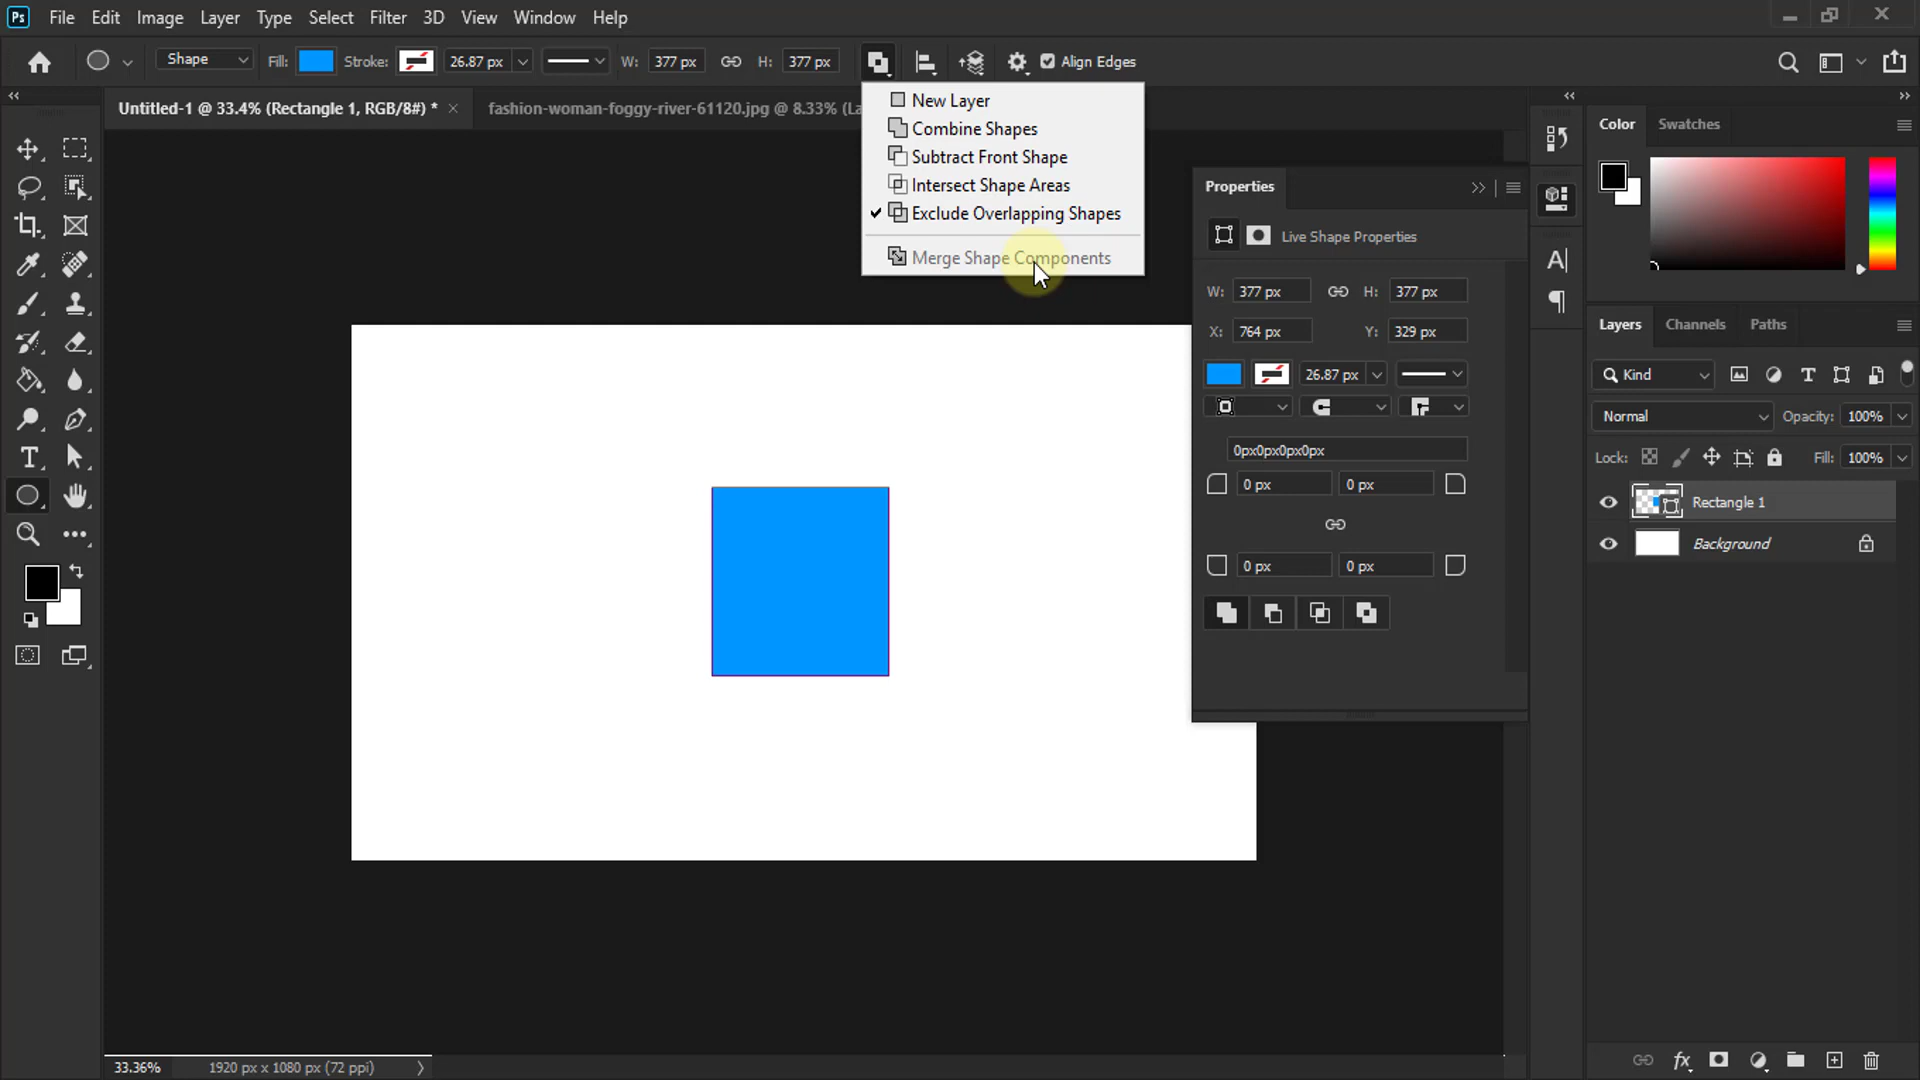 Ps File Edit Image Layer Type Select Filter 3D View Window Help
Shape Fill: Stroke: 26.87 px W: 377 px H: 377 px Align Edges
Untitled-1 @ 33.4% (Rectangle 1, RGB/8#) * fashion-woman-foggy-river-61120.jpg @ 8.33% (La
New Layer
Combine Shapes
Subtract Front Shape
Intersect Shape Areas
Exclude Overlapping Shapes
Merge Shape Components
Properties
Live Shape Properties
W: 377 px H: 377 px
X: 764 px Y: 329 px
26.87 px
0px0px0px0px
0 px 0 px
0 px 0 px
Color Swatches
Layers Channels Paths
Kind
Normal Opacity: 100%
Lock: Fill: 100%
Rectangle 1
Background
33.36% 1920 px x 1080 px (72 ppi)